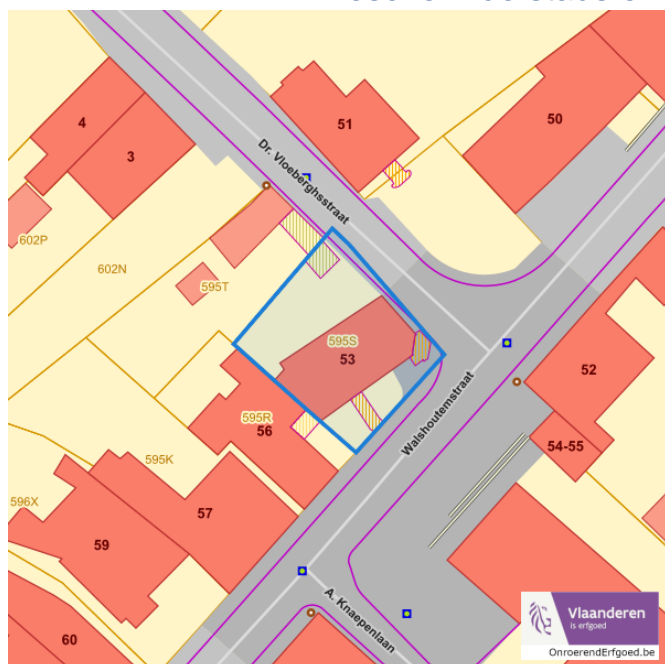 4
3
51
50
Dr. Vloeberghsstraat
602P
602N
595T
595S
53
52
Walshoutemstraat
595R
56
54-55
595K
596X
57
59
A. Knaepenlaan
60
Vlaanderen
is erfgoed
OnroerendErfgoed.be